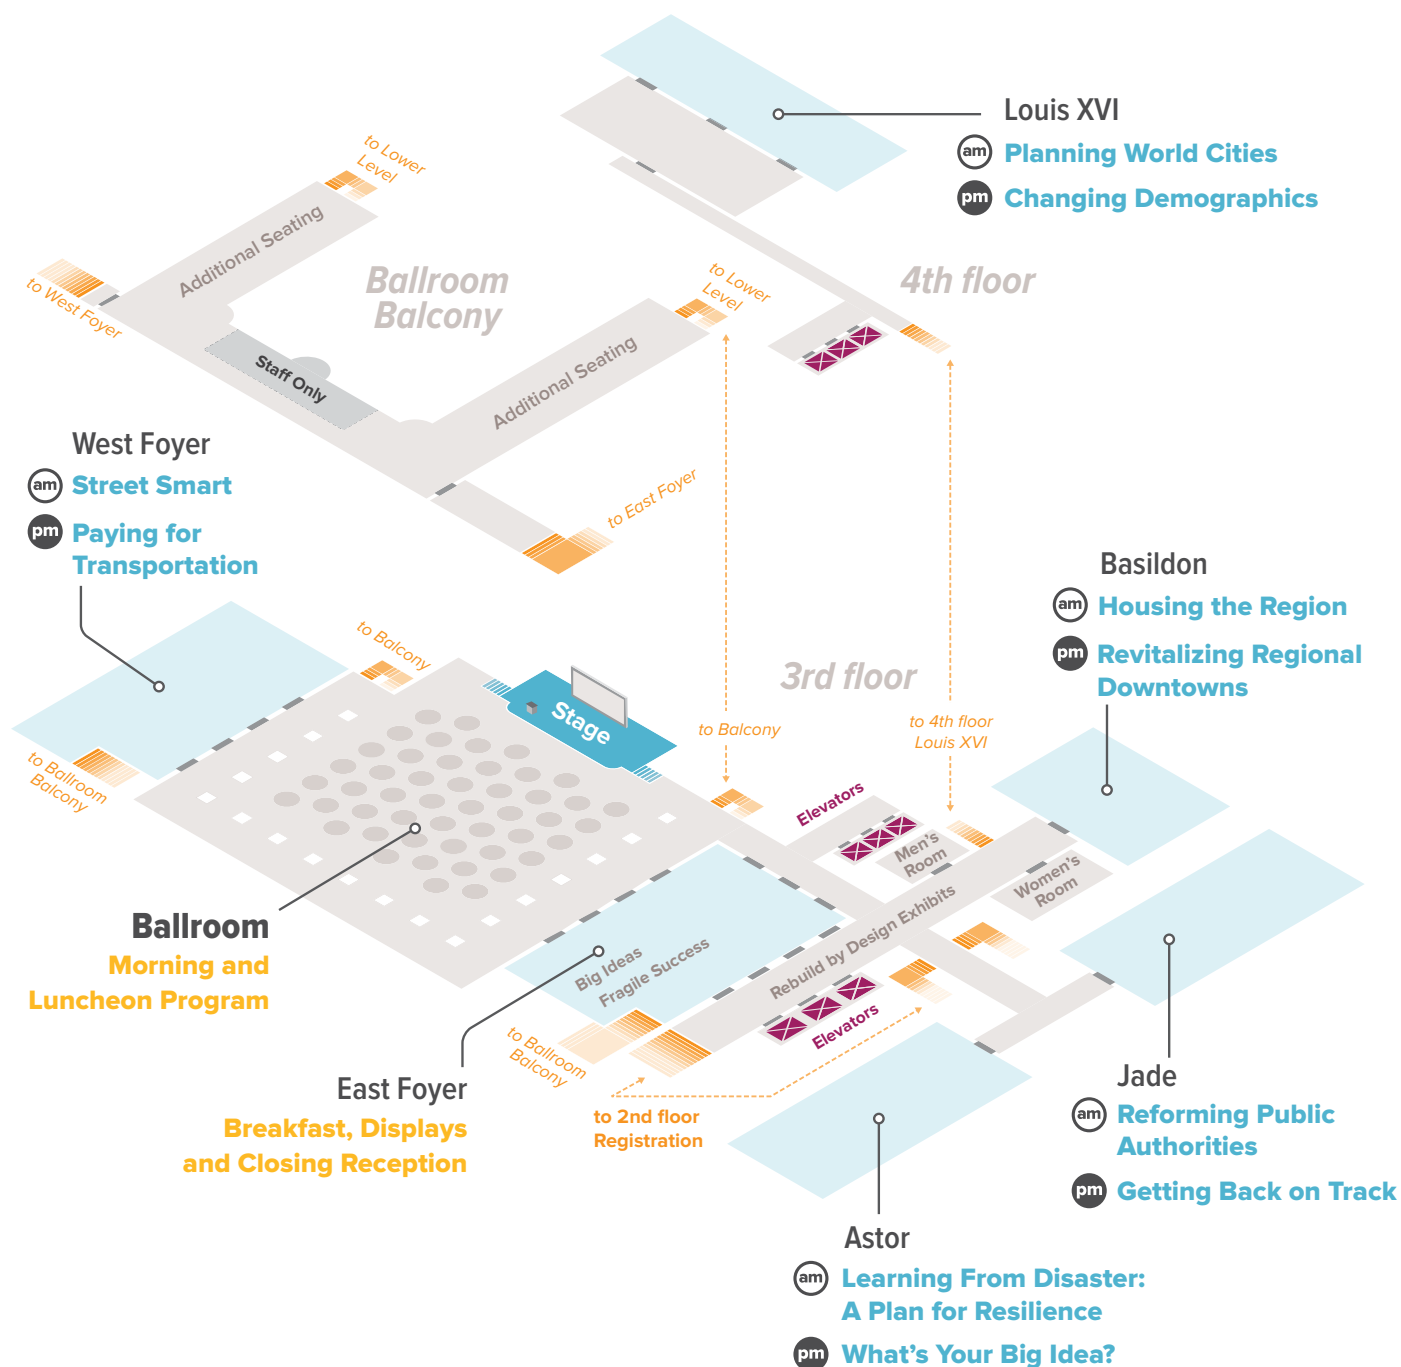 Louis XVI
am Planning World Cities
pm Changing Demographics
to Lower
Level
Additional Seating
to West Foyer
Ballroom
Balcony
Staff Only
to Lower
Level
Additional Seating
4th floor
to East Foyer
West Foyer
am Street Smart
pm Paying for
Transportation
Basildon
am Housing the Region
pm Revitalizing Regional
Downtowns
to Balcony
3rd floor
Stage
to Balcony
to 4th floor
Louis XVI
to Ballroom
Balcony
Elevators
Men's
Room
Women's
Room
Rebuild by Design Exhibits
Big Ideas
Fragile Success
Elevators
Ballroom
Morning and
Luncheon Program
to Ballroom
Balcony
East Foyer
Breakfast, Displays
and Closing Reception
to 2nd floor
Registration
Jade
am Reforming Public
Authorities
pm Getting Back on Track
Astor
am Learning From Disaster:
A Plan for Resilience
pm What's Your Big Idea?